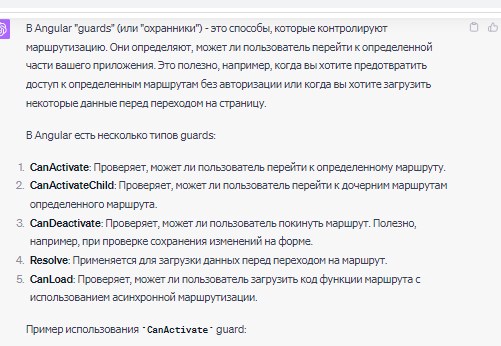 В Angular "guards" (или "охранники") - это способы, которые контролируют
маршрутизацию. Они определяют, может ли пользователь перейти к определенной
части вашего приложения. Это полезно, например, когда вы хотите предотвратить
доступ к определенным маршрутам без авторизации или когда вы хотите загрузить
некоторые данные перед переходом на страницу.
В Angular есть несколько типов guards:
1. CanActivate: Проверяет, может ли пользователь перейти к определенному маршруту.
2. CanActivateChild: Проверяет, может ли пользователь перейти к дочерним маршрутам
определенного маршрута.
3. CanDeactivate: Проверяет, может ли пользователь покинуть маршрут. Полезно,
например, при проверке сохранения изменений на форме.
4. Resolve: Применяется для загрузки данных перед переходом на маршрут.
5. CanLoad: Проверяет, может ли пользователь загрузить код функции маршрута с
использованием асинхронной маршрутизации.
Пример использования `CanActivate` guard: